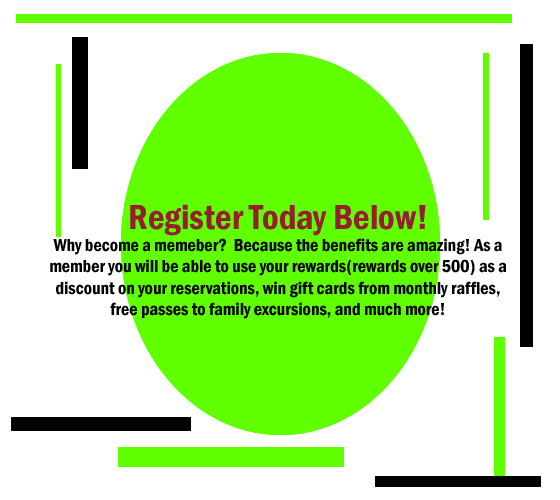 Register Today Below!
Why become a memeber?  Because the benefits are amazing! As a
member you will be able to use your rewards(rewards over 500) as a
discount on your reservations, win gift cards from monthly raffles,
free passes to family excursions, and much more!